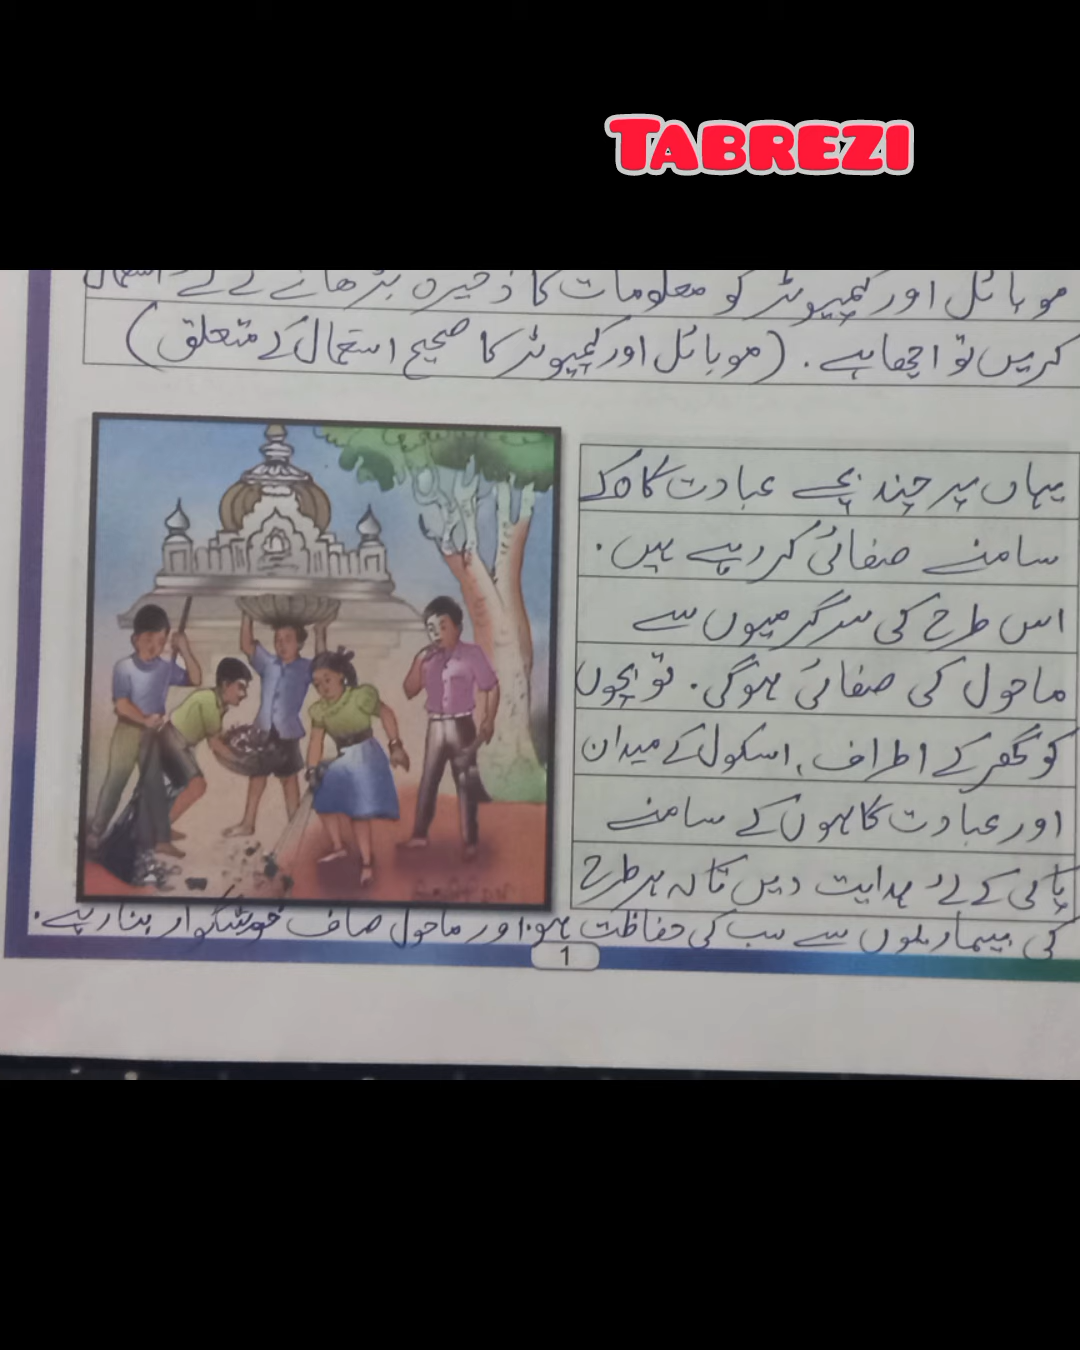 TABREZI
موبائل اور کمپیوٹر کو معلومات کا ذخیرہ بڑھانے کے لئے استعمال
کریں تو اچھا ہے۔ (موبائل اور کمپیوٹر کا صحیح استعمال کے متعلق)
یہاں پر چند بچے عبادت گاہ کے
سامنے صفائی کر رہے ہیں۔
اس طرح کی سرگرمیوں سے
ماحول کی صفائی ہوگی۔ تو بچوں
کو گھر کے اطراف، اسکول کے میدان
اور عبادت گاہوں کے سامنے
کے لئے ہدایت دیں تاکہ ہر طرح
کی بیماریوں سے سب کی حفاظت ہو اور ماحول صاف خوشگوار بنا رہے۔
1